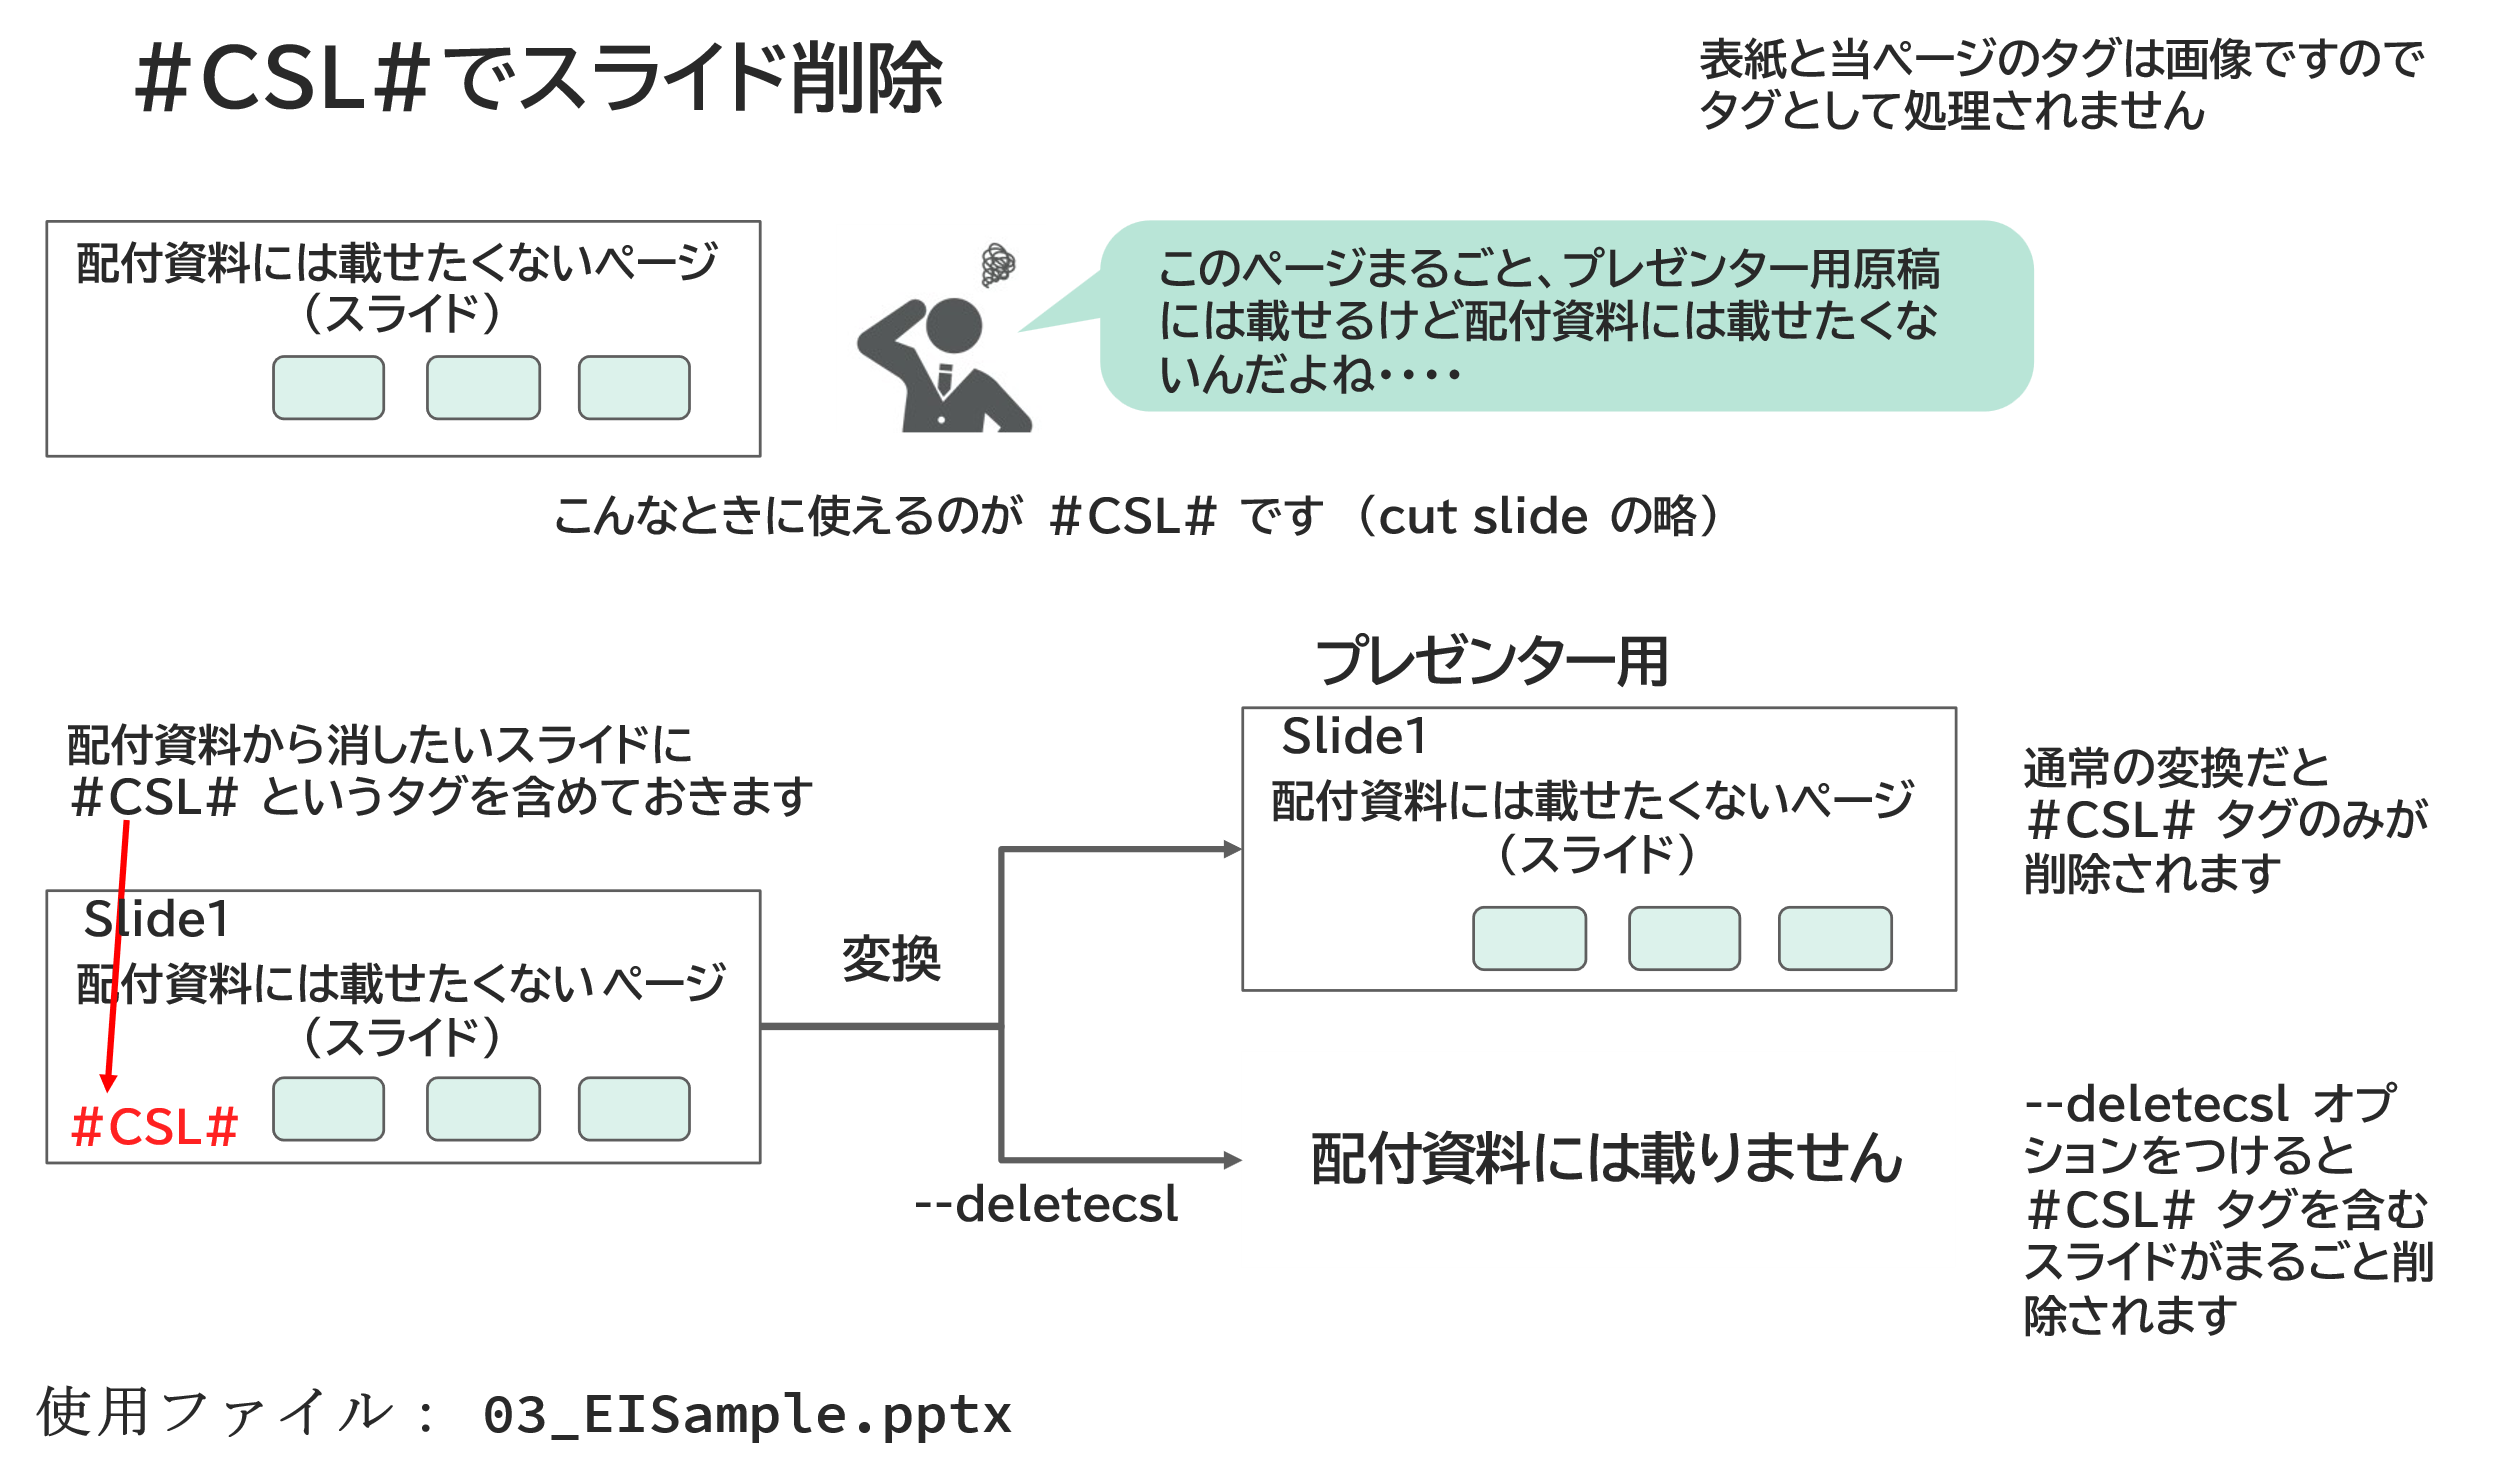 #CSL#でスライド削除
表紙と当ページのタグは画像ですので
タグとして処理されません
配付資料には載せたくないページ
（スライド）
このページまるごと、プレゼンター用原稿
には載せるけど配付資料には載せたくな
いんだよね・・・・
こんなときに使えるのが #CSL# です （cut slide の略）
配付資料から消したいスライドに
#CSL# というタグを含めておきます
Slide1
配付資料には載せたくない ページ
（スライド）
#CSL#
変換
--deletecsl
プレゼンター用
Slide1
配付資料には載せたくないページ
（スライド）
通常の変換だと
#CSL# タグのみが
削除されます
配付資料には載りません
--deletecsl オプ
ションをつけると
#CSL# タグを含む
スライドがまるごと削
除されます
使用ファイル： 03_EISample.pptx